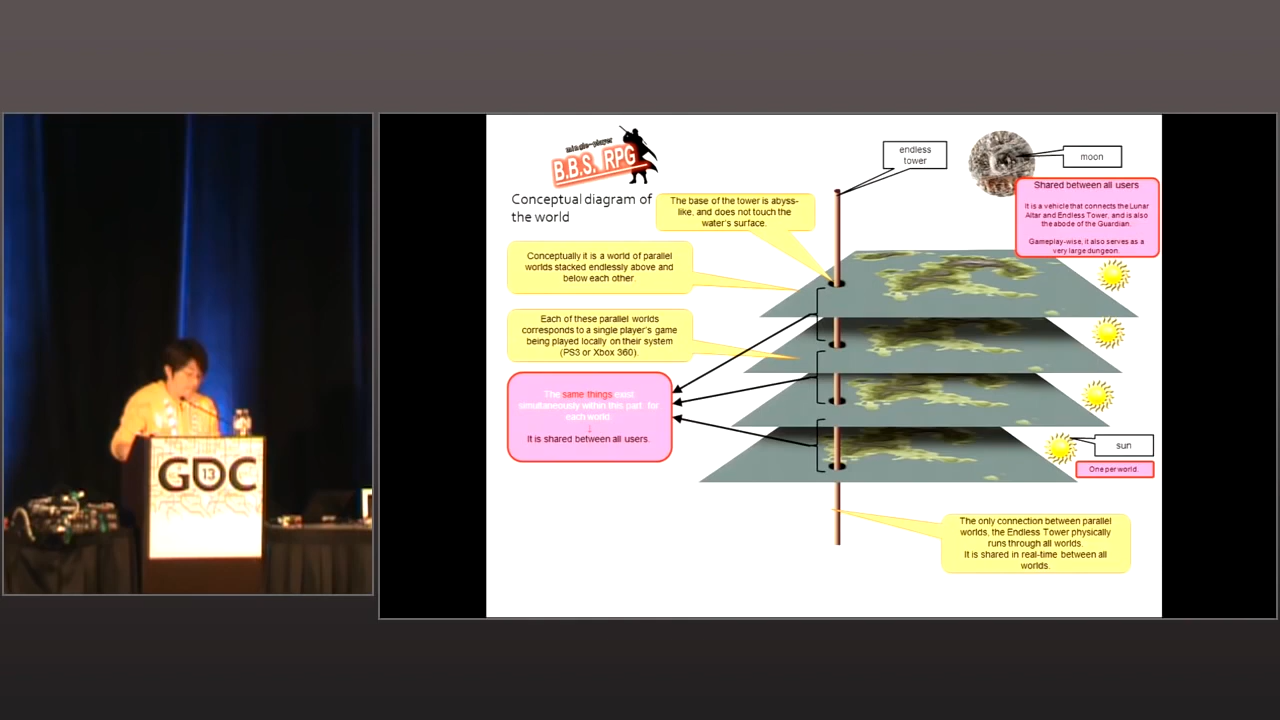 GDC
13
single-player
B.B.S. RPG
Conceptual diagram of
the world
The base of the tower is abyss-
like, and does not touch the
water's surface.
endless
tower
moon
Shared between all users
It is a vehicle that connects the Lunar
Altar and Endless Tower, and is also
the abode of the Guardian.
Gameplay-wise, it also serves as a
very large dungeon.
Conceptually it is a world of parallel
worlds stacked endlessly above and
below each other.
Each of these parallel worlds
corresponds to a single player's game
being played locally on their system
(PS3 or Xbox 360).
The same things exist
simultaneously within this part for
each world.
↓
It is shared between all users.
sun
One per world.
The only connection between parallel
worlds, the Endless Tower physically
runs through all worlds.
It is shared in real-time between all
worlds.